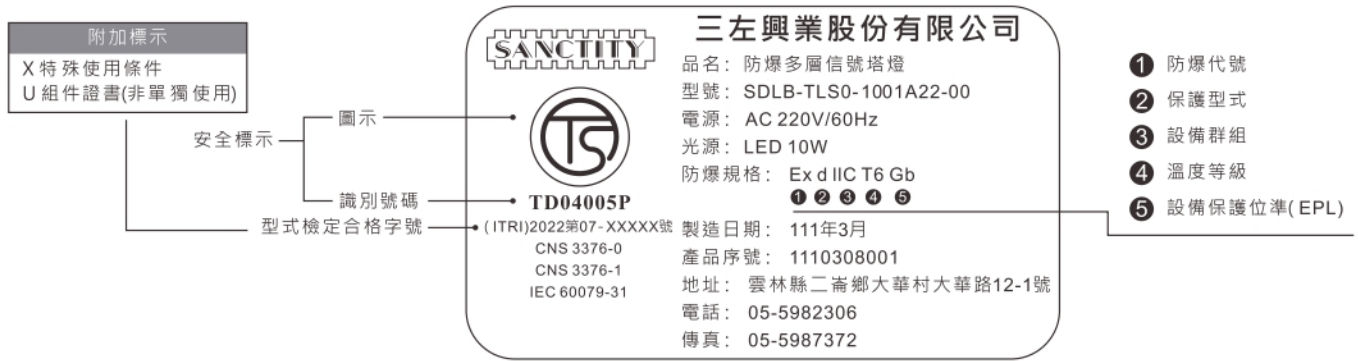 附加標示
X特殊使用條件
U組件證書(非單獨使用)
安全標示
圖示
識別號碼
型式檢定合格字號
SANCTITY
TS
TD04005P
(ITRI)2022第07-XXXXX號
CNS 3376-0
CNS 3376-1
IEC 60079-31
三左興業股份有限公司
品名: 防爆多層信號塔燈
型號: SDLB-TLS0-1001A22-00
電源: AC 220V/60Hz
光源: LED 10W
防爆規格: Ex d IIC T6 Gb
❶ ❷ ❸ ❹ ❺
製造日期: 111年3月
產品序號: 1110308001
地址: 雲林縣二崙鄉大華村大華路12-1號
電話: 05-5982306
傳真: 05-5987372
❶ 防爆代號
❷ 保護型式
❸ 設備群組
❹ 溫度等級
❺ 設備保護位準(EPL)